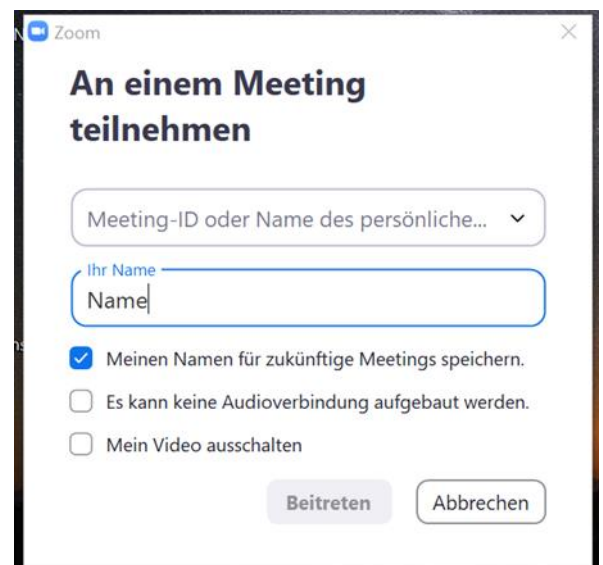 Zoom
An einem Meeting
teilnehmen
Meeting-ID oder Name des persönliche...
Ihr Name
Name
Meinen Namen für zukünftige Meetings speichern.
Es kann keine Audioverbindung aufgebaut werden.
Mein Video ausschalten
Beitreten Abbrechen